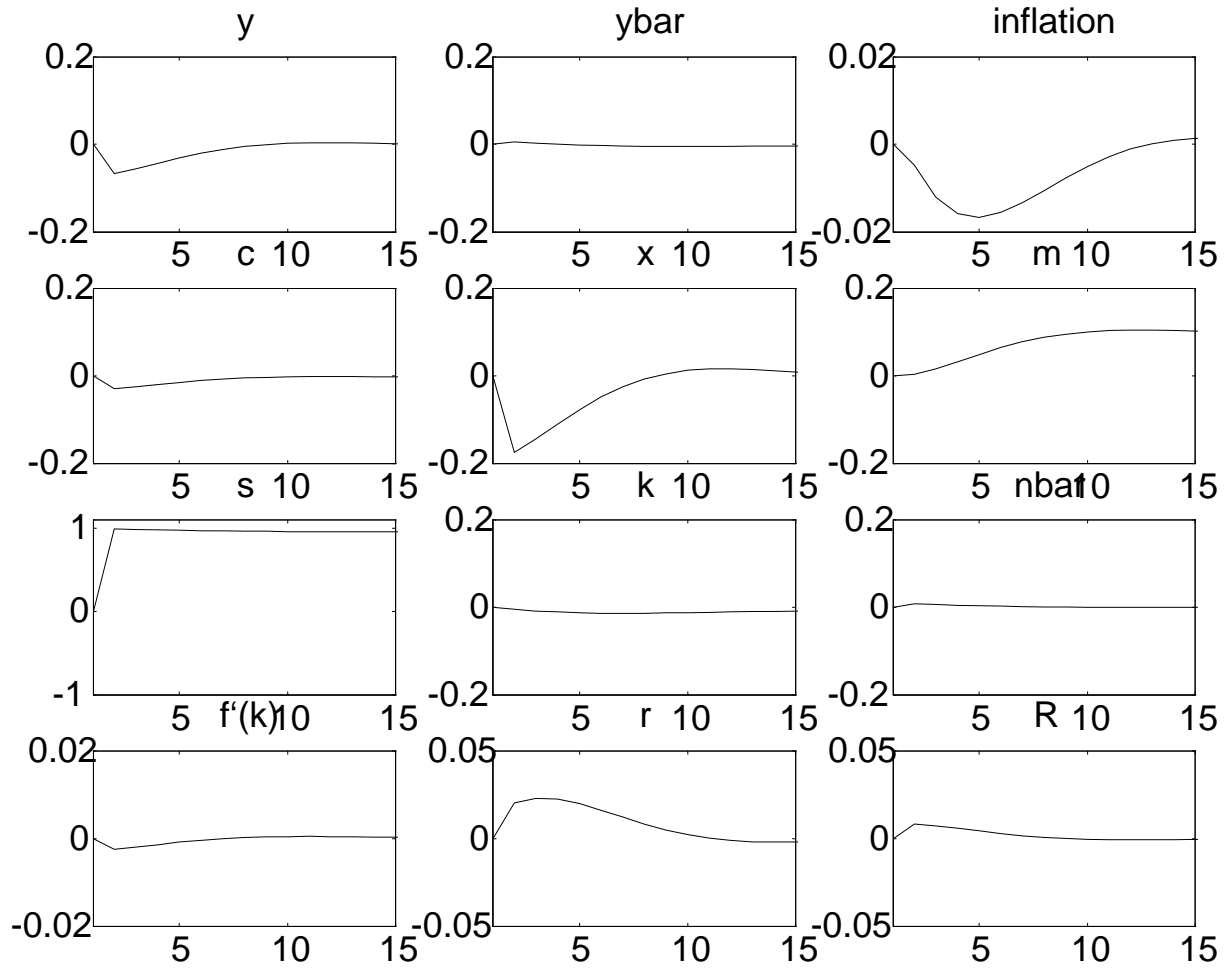 y ybar inflation
0.2 0.2 0.02
0 0 0
-0.2 -0.2 -0.02
5 10 15 5 10 15 5 10 15
c x m
0.2 0.2 0.2
0 0 0
-0.2 -0.2 -0.2
5 10 15 5 10 15 5 10 15
s k nbar
1 0.2 0.2
0 0 0
-1 -0.2 -0.2
5 10 15 5 10 15 5 10 15
f‘(k) r R
0.02 0.05 0.05
0 0 0
-0.02 -0.05 -0.05
5 10 15 5 10 15 5 10 15